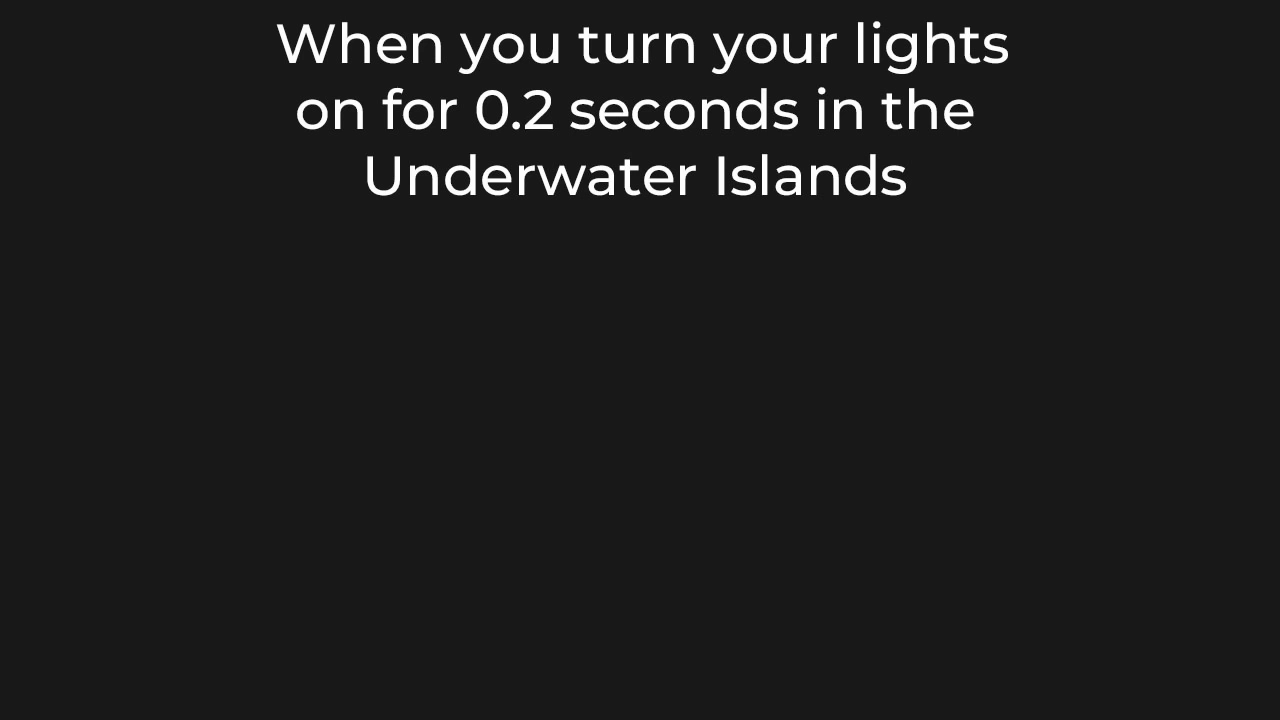 When you turn your lights
on for 0.2 seconds in the
Underwater Islands